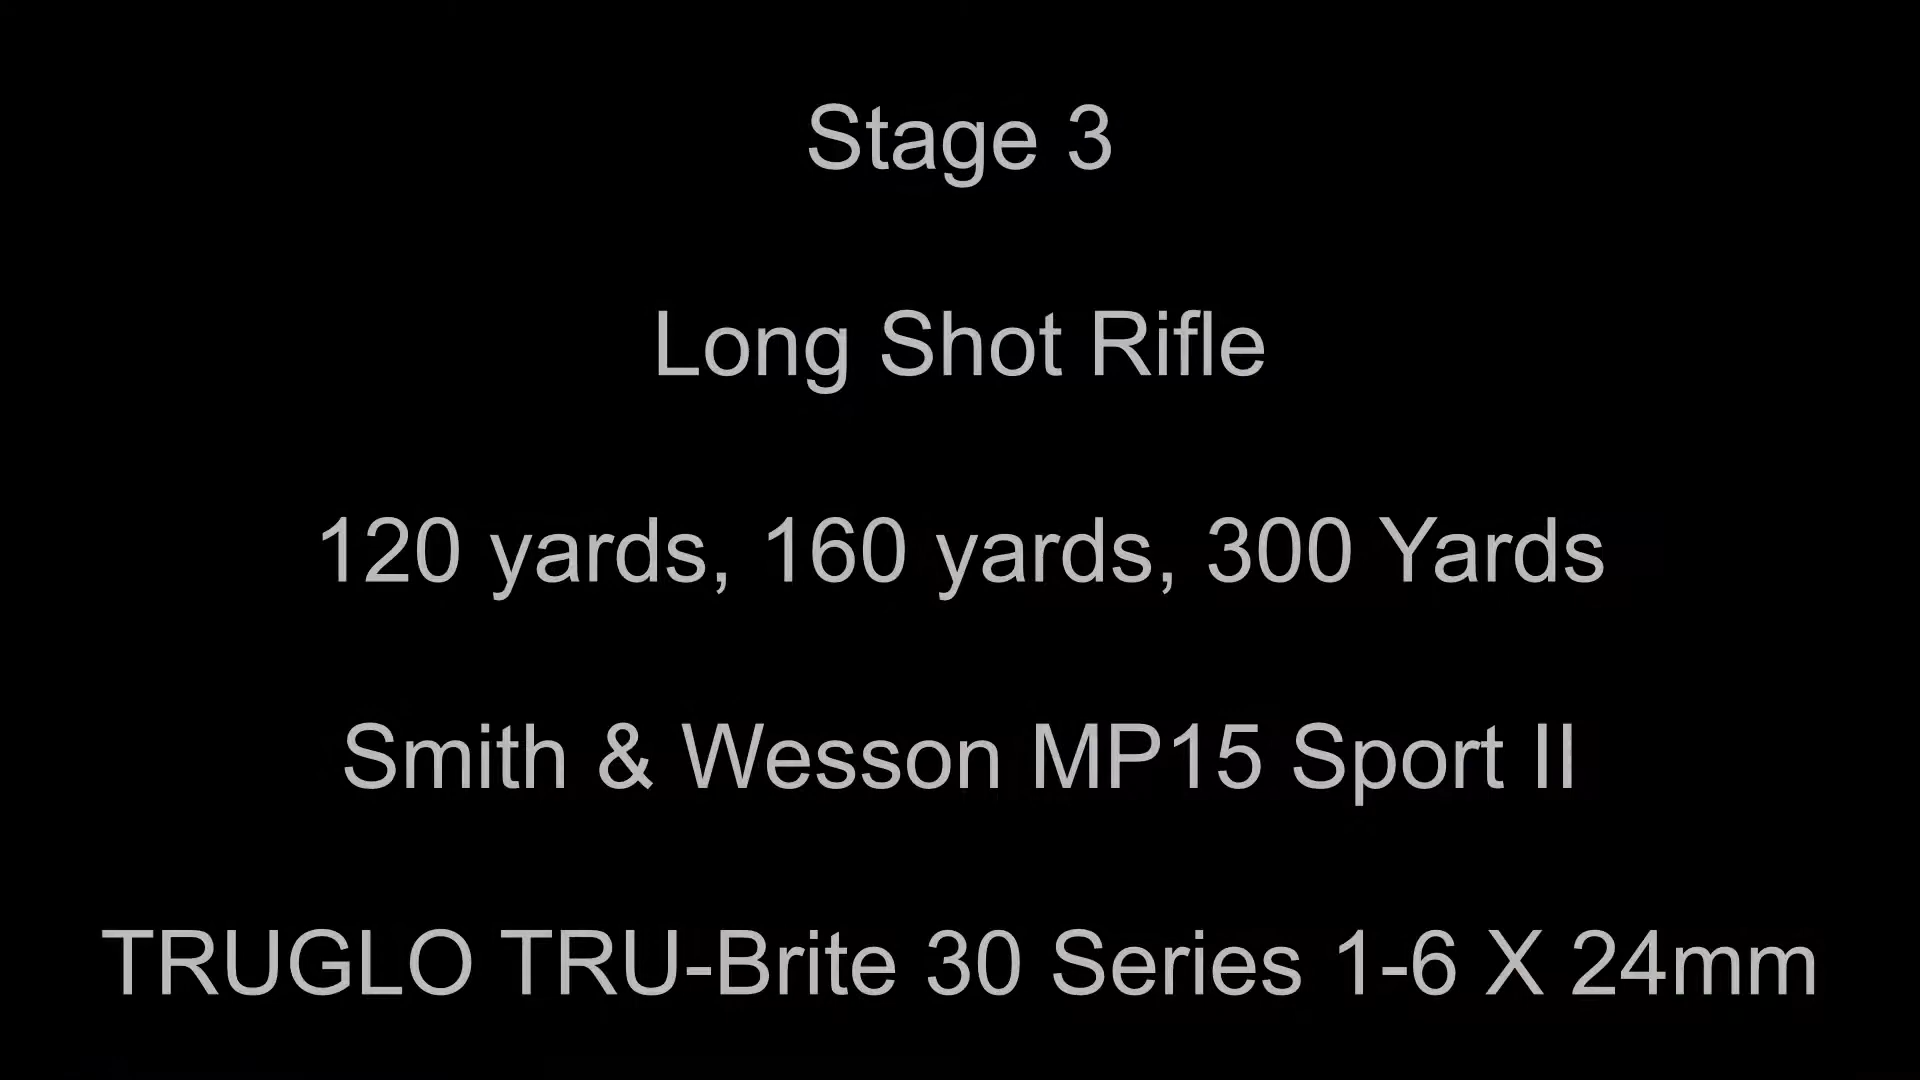 Stage 3
Long Shot Rifle
120 yards, 160 yards, 300 Yards
Smith & Wesson MP15 Sport II
TRUGLO TRU-Brite 30 Series 1-6 X 24mm